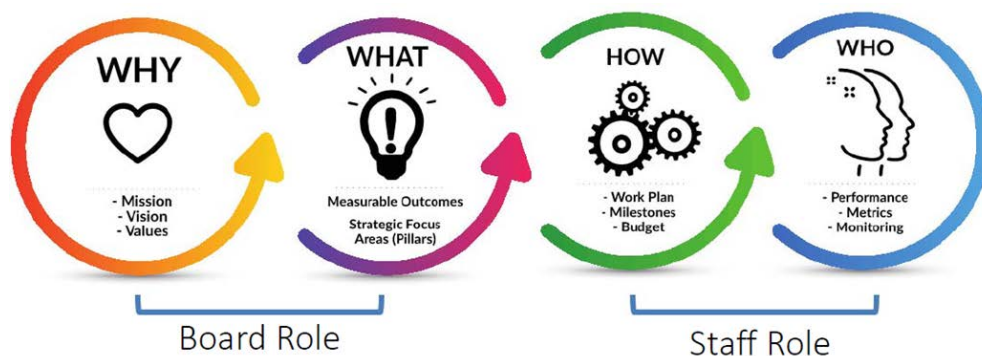 WHY
- Mission
- Vision
- Values
WHAT
Measurable Outcomes
Strategic Focus
Areas (Pillars)
HOW
- Work Plan
- Milestones
- Budget
WHO
- Performance
- Metrics
- Monitoring
Board Role
Staff Role